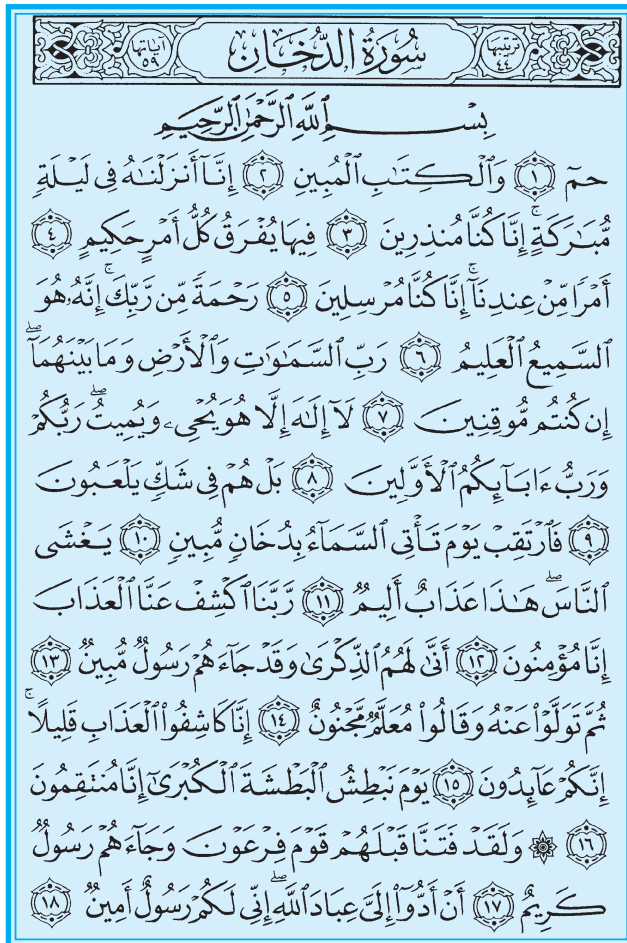 ترتيبها ٤٤ سُورَةُ الدُّخَانِ آياتها ٥٩
بِسْمِ ٱللَّهِ ٱلرَّحْمَٰنِ ٱلرَّحِيمِ
حمٓ ﴿١﴾ وَٱلْكِتَٰبِ ٱلْمُبِينِ ﴿٢﴾ إِنَّآ أَنزَلْنَٰهُ فِى لَيْلَةٍ
مُّبَٰرَكَةٍ ۚ إِنَّا كُنَّا مُنذِرِينَ ﴿٣﴾ فِيهَا يُفْرَقُ كُلُّ أَمْرٍ حَكِيمٍ ﴿٤﴾
أَمْرًا مِّنْ عِندِنَآ ۚ إِنَّا كُنَّا مُرْسِلِينَ ﴿٥﴾ رَحْمَةً مِّن رَّبِّكَ ۚ إِنَّهُۥ هُوَ
ٱلسَّمِيعُ ٱلْعَلِيمُ ﴿٦﴾ رَبِّ ٱلسَّمَٰوَٰتِ وَٱلْأَرْضِ وَمَا بَيْنَهُمَآ ۖ
إِن كُنتُم مُّوقِنِينَ ﴿٧﴾ لَآ إِلَٰهَ إِلَّا هُوَ يُحْىِۦ وَيُمِيتُ ۖ رَبُّكُمْ
وَرَبُّ ءَابَآئِكُمُ ٱلْأَوَّلِينَ ﴿٨﴾ بَلْ هُمْ فِى شَكٍّ يَلْعَبُونَ
﴿٩﴾ فَٱرْتَقِبْ يَوْمَ تَأْتِى ٱلسَّمَآءُ بِدُخَانٍ مُّبِينٍ ﴿١٠﴾ يَغْشَى
ٱلنَّاسَ ۖ هَٰذَا عَذَابٌ أَلِيمٌ ﴿١١﴾ رَّبَّنَا ٱكْشِفْ عَنَّا ٱلْعَذَابَ
إِنَّا مُؤْمِنُونَ ﴿١٢﴾ أَنَّىٰ لَهُمُ ٱلذِّكْرَىٰ وَقَدْ جَآءَهُمْ رَسُولٌ مُّبِينٌ ﴿١٣﴾
ثُمَّ تَوَلَّوْا۟ عَنْهُ وَقَالُوا۟ مُعَلَّمٌ مَّجْنُونٌ ﴿١٤﴾ إِنَّا كَاشِفُوا۟ ٱلْعَذَابِ قَلِيلًا ۚ
إِنَّكُمْ عَآئِدُونَ ﴿١٥﴾ يَوْمَ نَبْطِشُ ٱلْبَطْشَةَ ٱلْكُبْرَىٰٓ إِنَّا مُنتَقِمُونَ
﴿١٦﴾ ۞ وَلَقَدْ فَتَنَّا قَبْلَهُمْ قَوْمَ فِرْعَوْنَ وَجَآءَهُمْ رَسُولٌ
كَرِيمٌ ﴿١٧﴾ أَنْ أَدُّوٓا۟ إِلَىَّ عِبَادَ ٱللَّهِ ۖ إِنِّى لَكُمْ رَسُولٌ أَمِينٌ ﴿١٨﴾